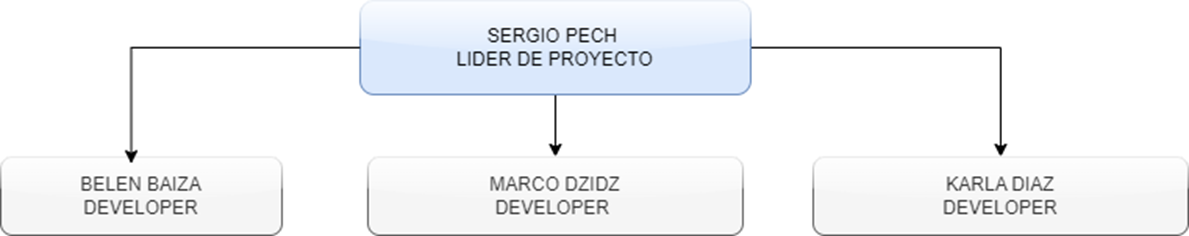 SERGIO PECH
LIDER DE PROYECTO
BELEN BAIZA
DEVELOPER
MARCO DZIDZ
DEVELOPER
KARLA DIAZ
DEVELOPER